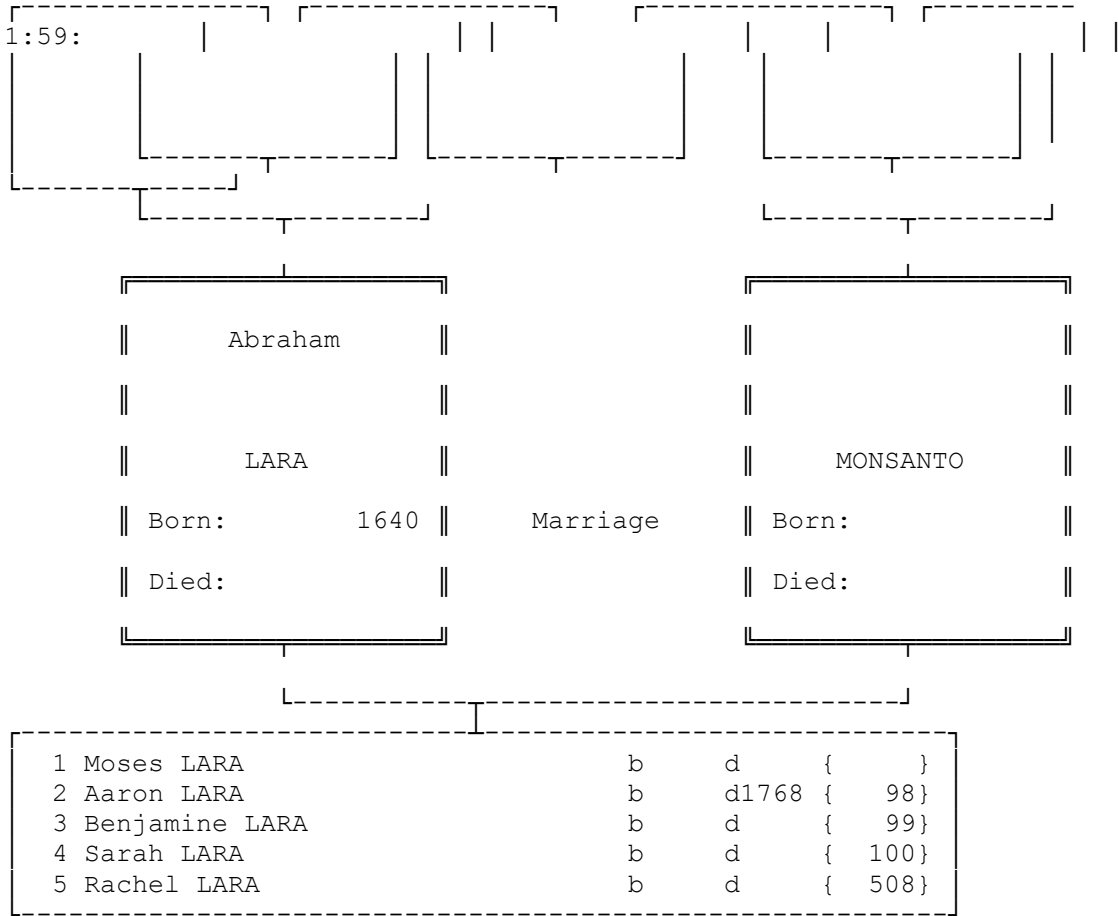 1:59:
Abraham
LARA MONSANTO
Born: 1640 Marriage Born:
Died: Died:
1 Moses LARA b d { }
2 Aaron LARA b d1768 { 98}
3 Benjamine LARA b d { 99}
4 Sarah LARA b d { 100}
5 Rachel LARA b d { 508}